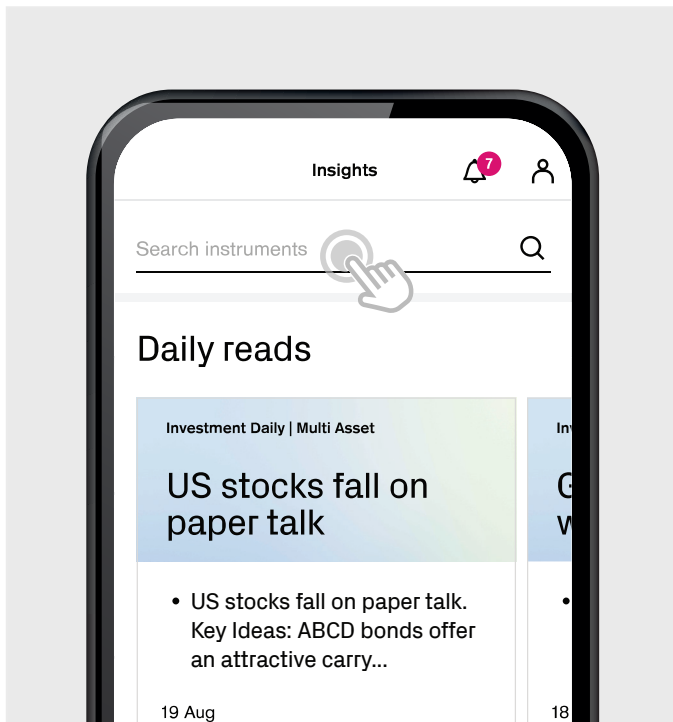 Insights
7
Search instruments
Daily reads
Investment Daily | Multi Asset
US stocks fall on
paper talk
• US stocks fall on paper talk.
Key Ideas: ABCD bonds offer
an attractive carry...
19 Aug
18